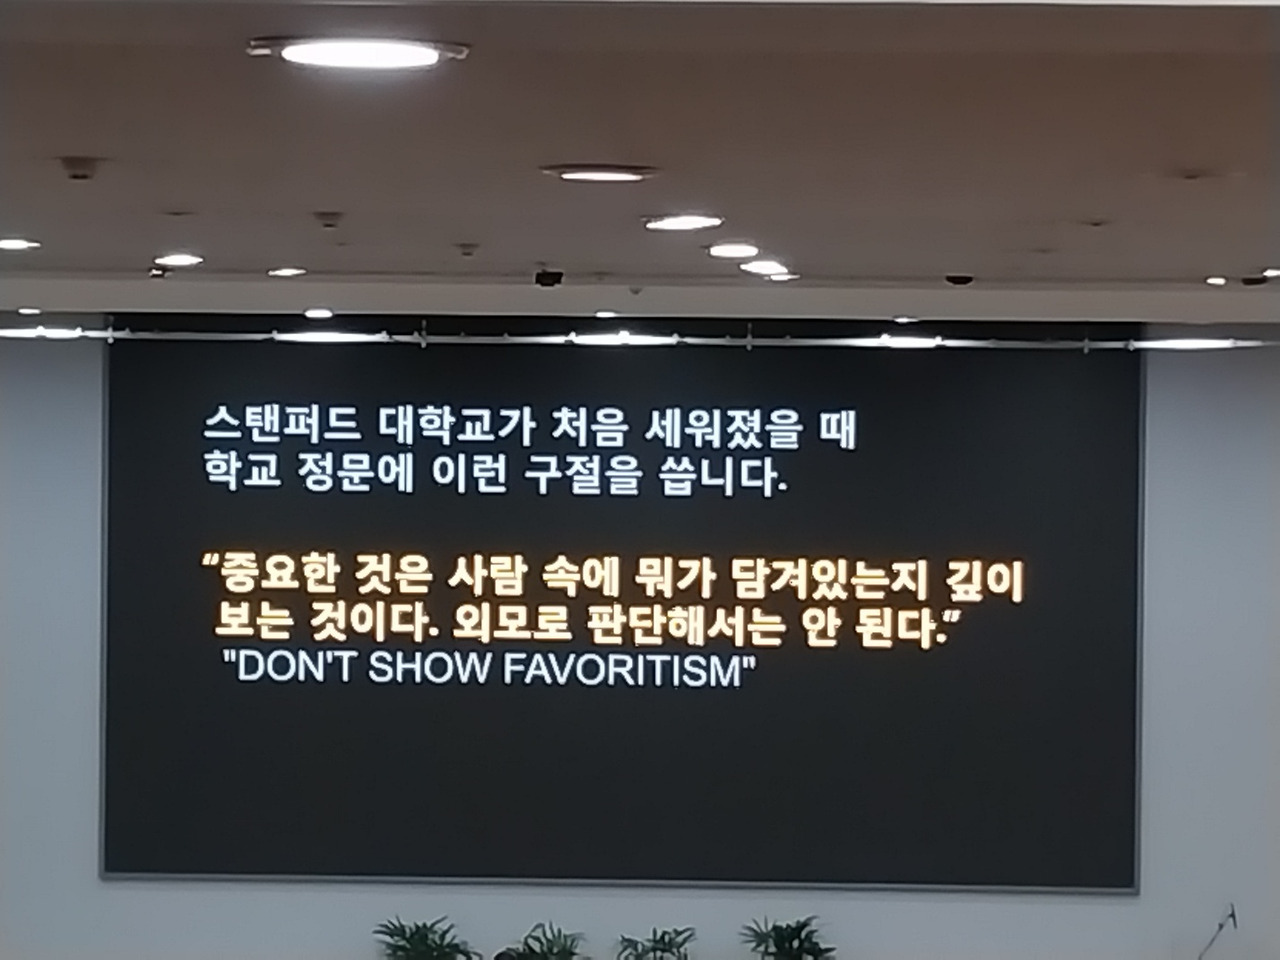 스탠퍼드 대학교가 처음 세워졌을 때
학교 정문에 이런 구절을 씁니다.
“중요한 것은 사람 속에 뭐가 담겨있는지 깊이
보는 것이다. 외모로 판단해서는 안 된다.”
"DON'T SHOW FAVORITISM"